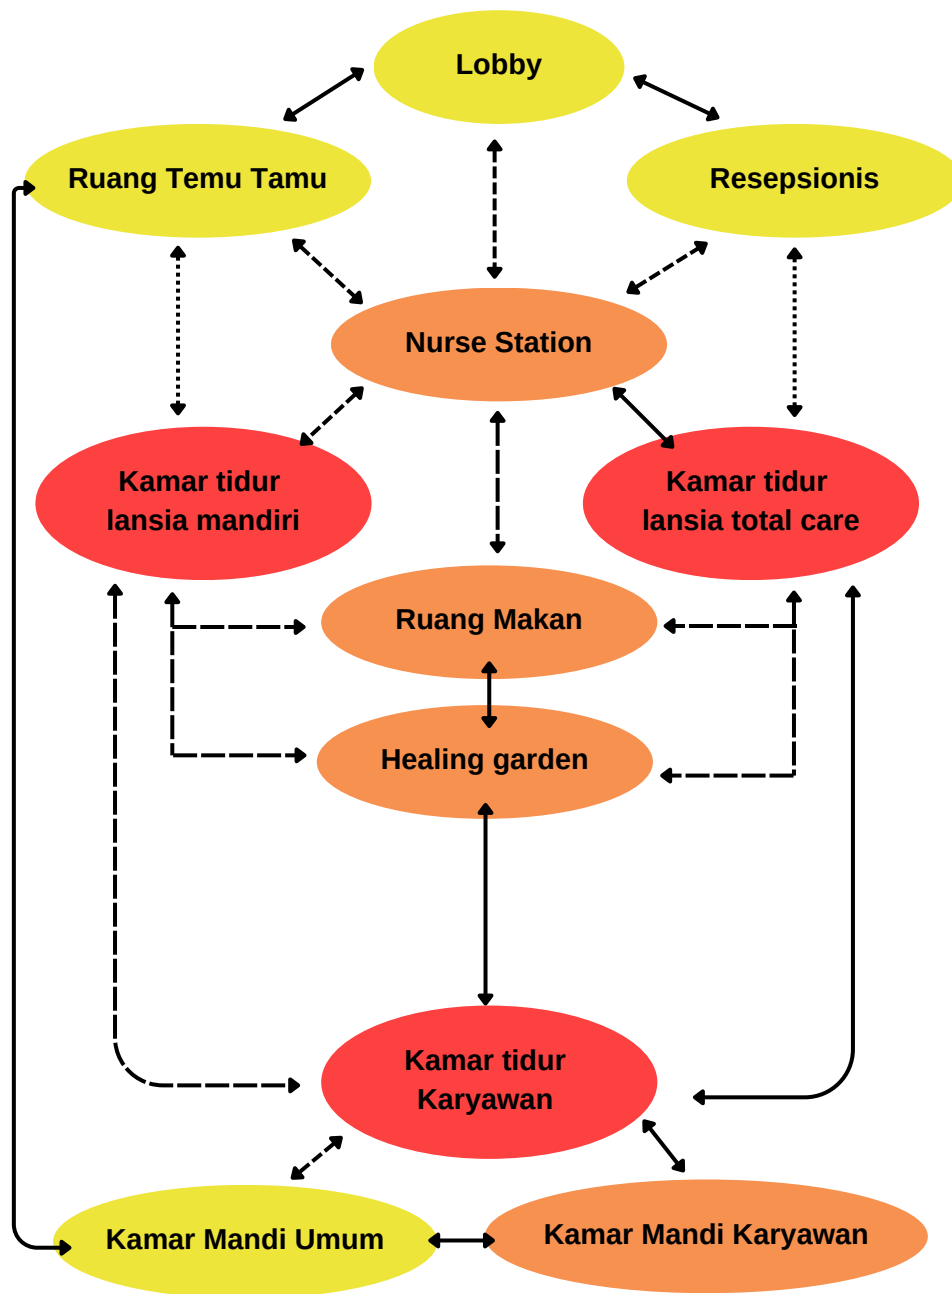 Lobby
Ruang Temu Tamu
Resepsionis
Nurse Station
Kamar tidur
lansia mandiri
Kamar tidur
lansia total care
Ruang Makan
Healing garden
Kamar tidur
Karyawan
Kamar Mandi Umum
Kamar Mandi Karyawan